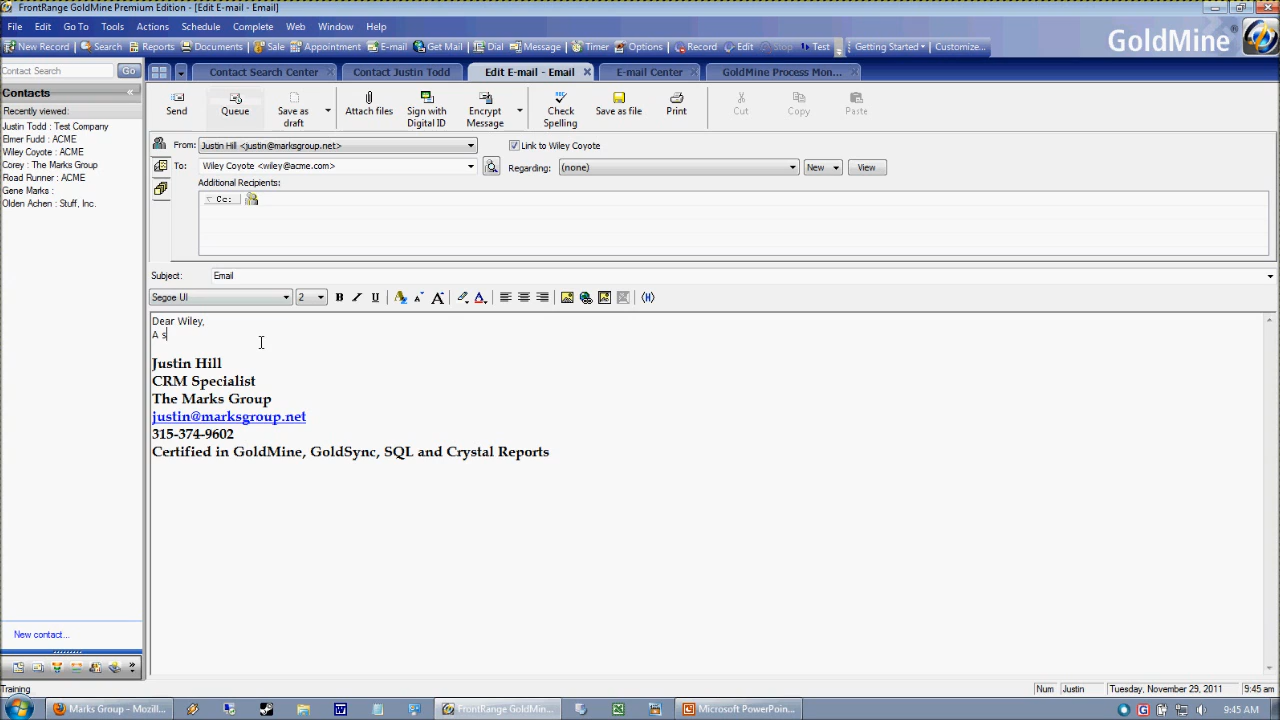 FrontRange GoldMine Premium Edition - [Edit E-mail - Email]
File Edit Go To Tools Actions Schedule Complete Web Window Help
New Record Search Reports Documents Sale Appointment E-mail Get Mail Dial Message Timer Options Record Edit Stop Test Getting Started Customize...
GoldMine
Contact Search Go
Contact Search Center Contact Justin Todd Edit E-mail - Email E-mail Center GoldMine Process Mon...
Contacts
Recently viewed:
Justin Todd : Test Company
Elmer Fudd : ACME
Wiley Coyote : ACME
Corey : The Marks Group
Road Runner : ACME
Gene Marks :
Olden Achen : Stuff, Inc.
New contact...
Send Queue Save as draft Attach files Sign with Digital ID Encrypt Message Check Spelling Save as file Print Cut Copy Paste
From: Justin Hill <justin@marksgroup.net> Link to Wiley Coyote
To: Wiley Coyote <wiley@acme.com> Regarding: (none) New View
Additional Recipients:
Cc:
Subject: Email
Segoe UI 2 B I U
Dear Wiley,
A s
Justin Hill
CRM Specialist
The Marks Group
justin@marksgroup.net
315-374-9602
Certified in GoldMine, GoldSync, SQL and Crystal Reports
Training Num Justin Tuesday, November 29, 2011 9:45 am
Marks Group - Mozill... FrontRange GoldMin... Microsoft PowerPoin... 9:45 AM